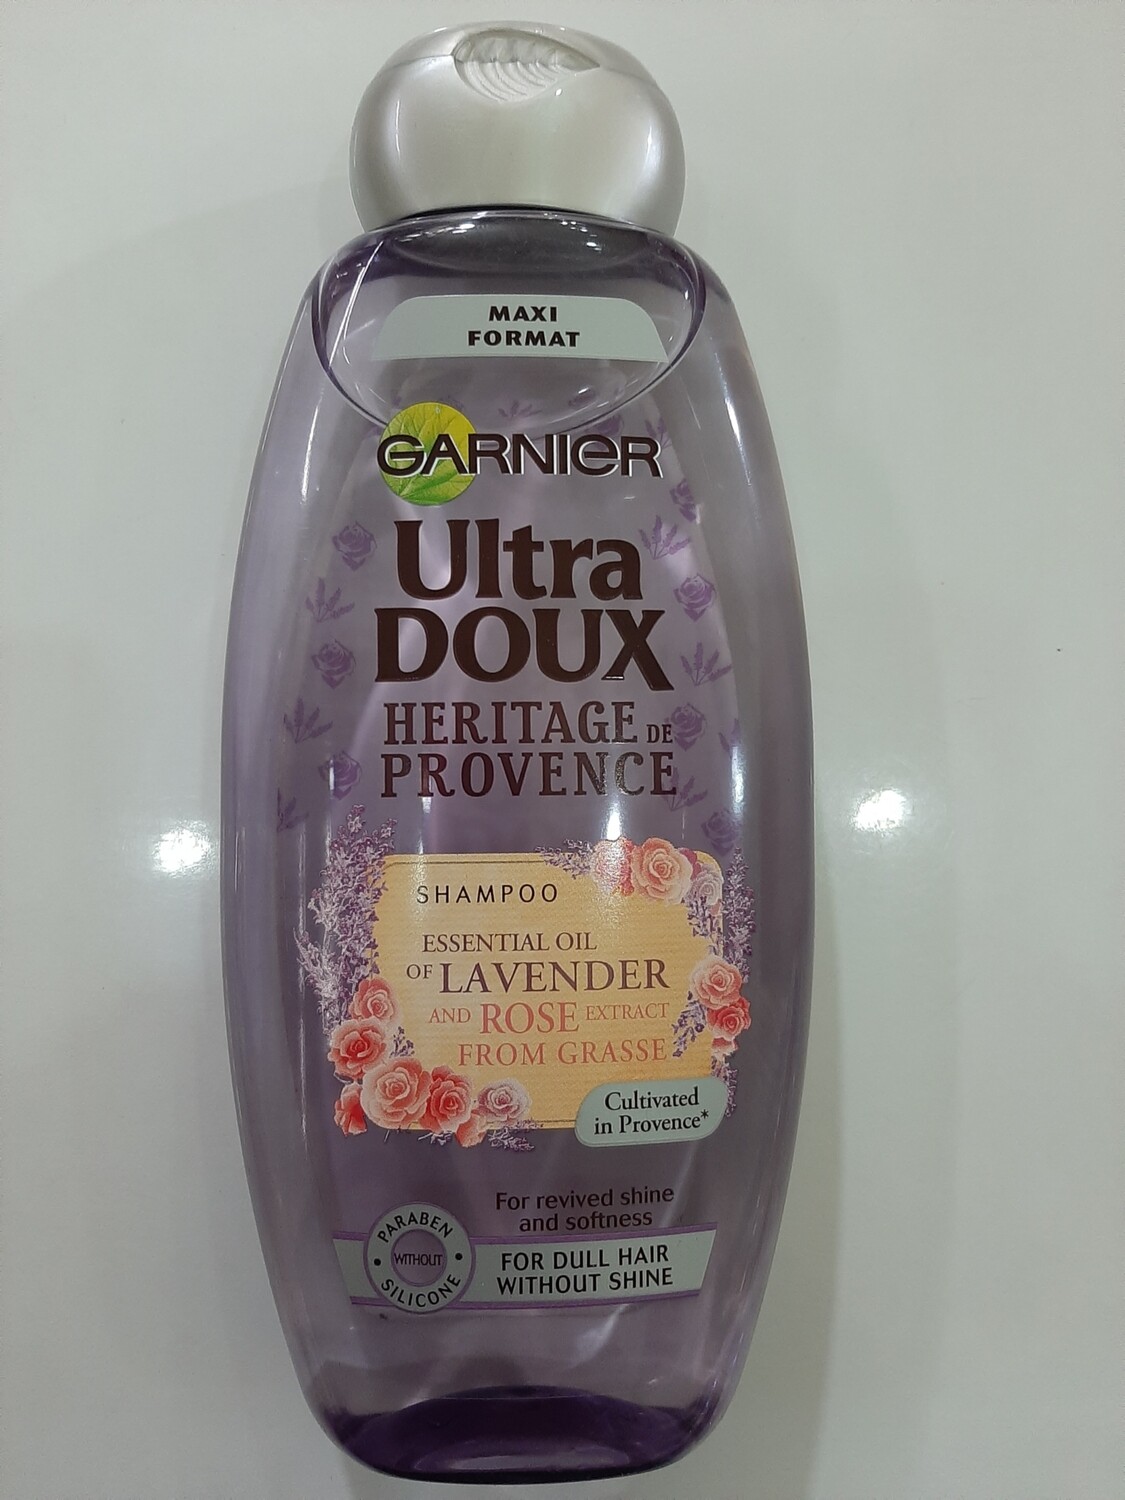 MAXI
FORMAT
GARNIER
Ultra
DOUX
HERITAGE DE
PROVENCE
SHAMPOO
ESSENTIAL OIL
OF LAVENDER
AND ROSE EXTRACT
FROM GRASSE
Cultivated
in Provence*
For revived shine
and softness
PARABEN
WITHOUT
SILICONE
FOR DULL HAIR
WITHOUT SHINE